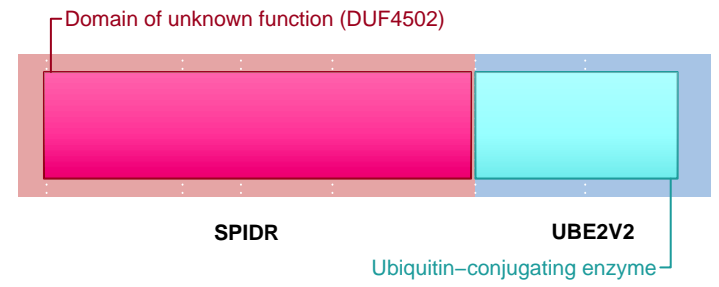 Domain of unknown function (DUF4502)
SPIDR
UBE2V2
Ubiquitin−conjugating enzyme